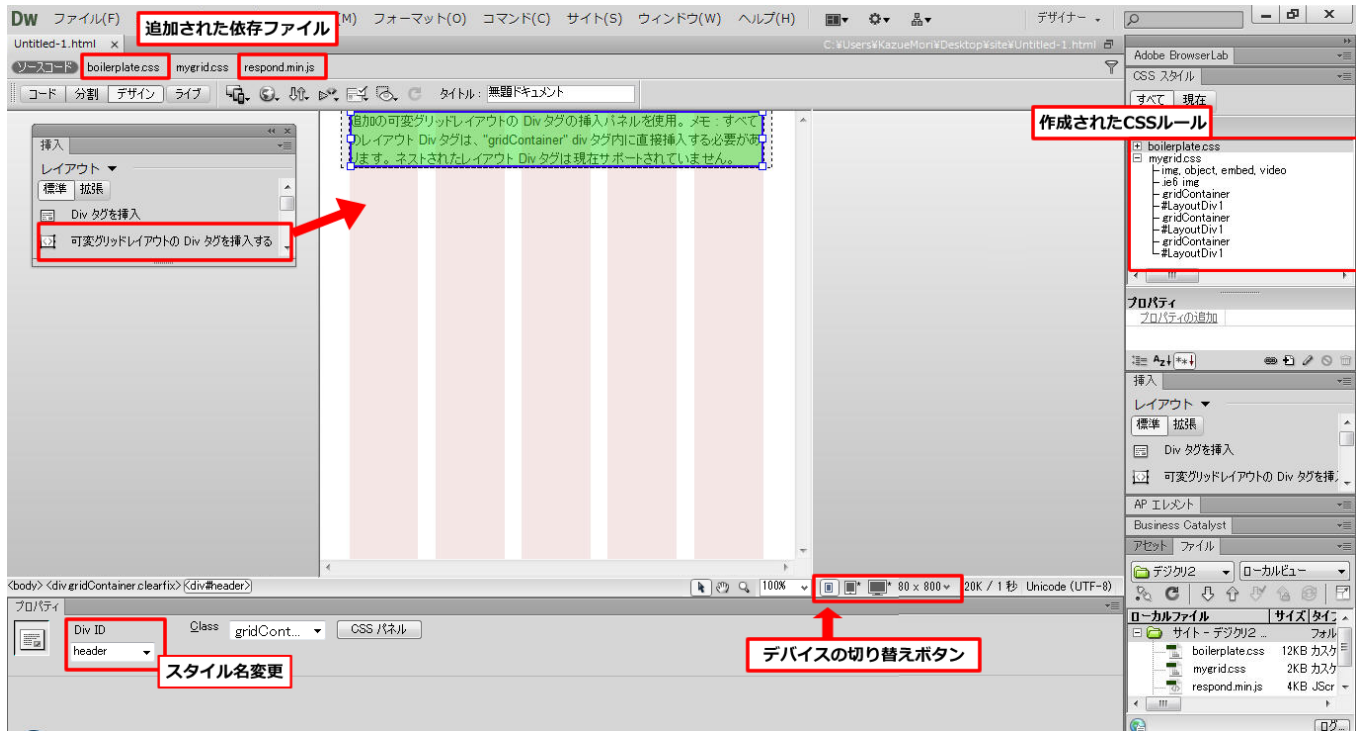 DW ファイル(F) M) フォーマット(O) コマンド(C) サイト(S) ウィンドウ(W) ヘルプ(H) デザイナー
追加された依存ファイル
Untitled-1.html × C:¥Users¥KazueMori¥Desktop¥site¥Untitled-1.html
ソースコード boilerplate.css mygrid.css respond.min.js
コード 分割 デザイン ライブ タイトル: 無題ドキュメント
挿入
レイアウト
標準 拡張
Div タグを挿入
可変グリッドレイアウトの Div タグを挿入する
追加の可変グリッドレイアウトの Div タグの挿入パネルを使用。メモ:すべて
のレイアウト Div タグは、"gridContainer" div タグ内に直接挿入する必要があ
ります。ネストされたレイアウト Div タグは現在サポートされていません。
Adobe BrowserLab
CSS スタイル
すべて 現在
作成されたCSSルール
boilerplate.css
mygrid.css
img, object, embed, video
.ie6 img
gridContainer
#LayoutDiv1
gridContainer
#LayoutDiv1
gridContainer
#LayoutDiv1
プロパティ
プロパティの追加
挿入
レイアウト
標準 拡張
Div タグを挿入
可変グリッドレイアウトの Div タグを挿
AP エレメント
Business Catalyst
アセット ファイル
デジクリ2 ローカルビュー
ローカルファイル サイズ タイ
サイト - デジクリ2 ... フォル
boilerplate.css 12KB カスケ
mygrid.css 2KB カスケ
respond.min.js 4KB JScr
ログ...
<body> <div.gridContainer.clearfix> <div#header> 100% 80 x 800 20K / 1 秒 Unicode (UTF-8)
プロパティ
Div ID Class gridCont... CSS パネル
header
スタイル名変更
デバイスの切り替えボタン